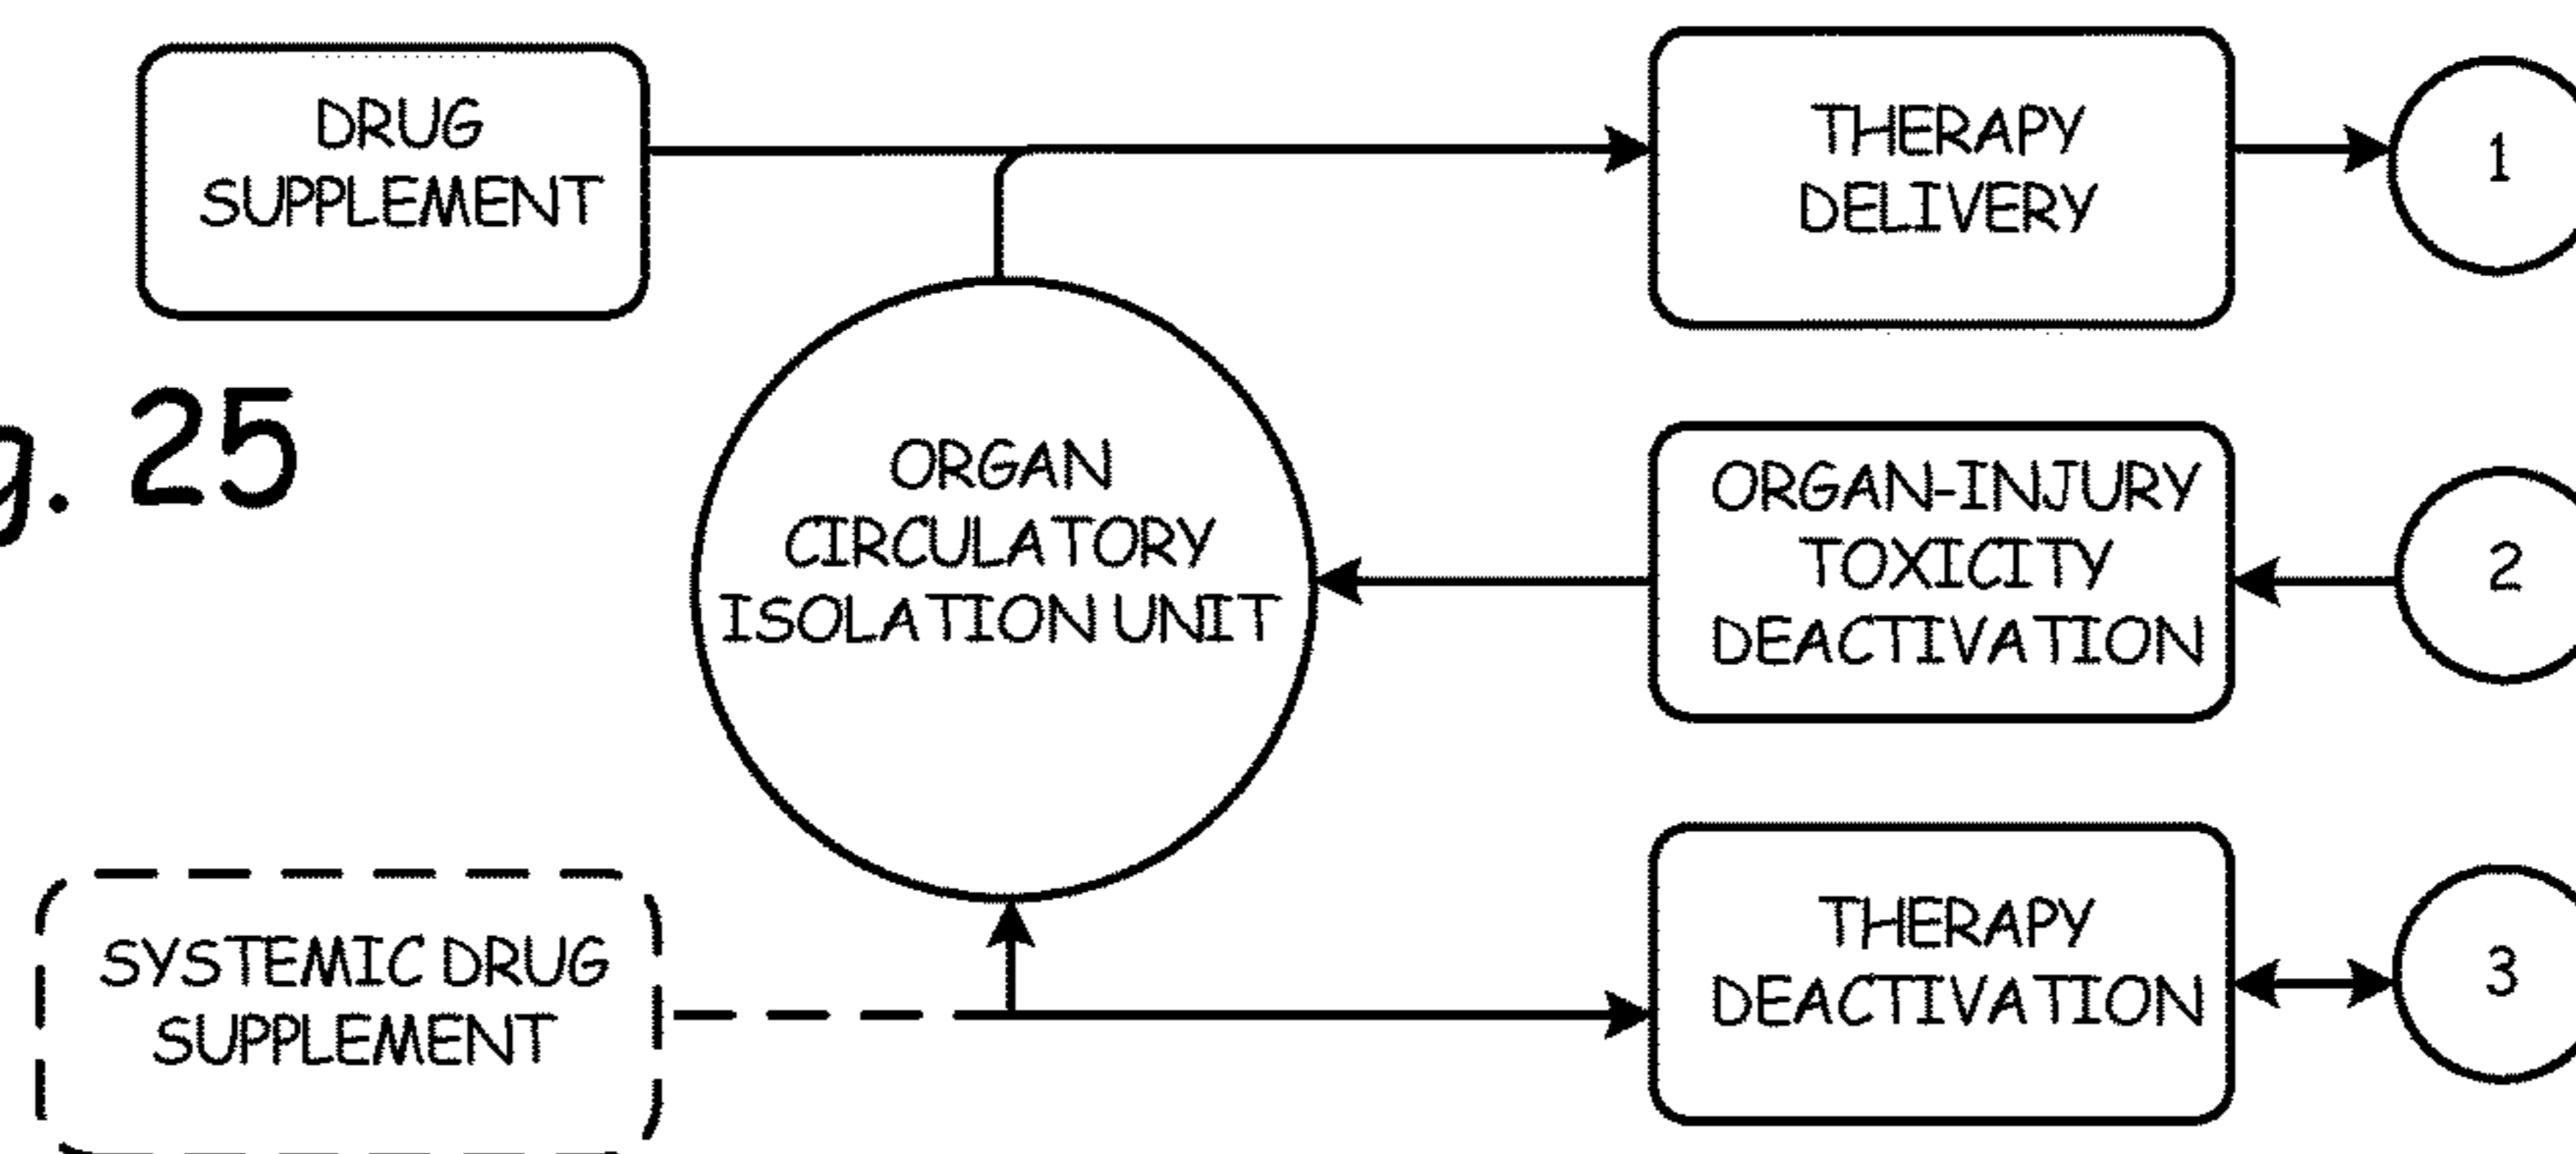 DRUG
SUPPLEMENT
THERAPY
DELIVERY
1
g. 25
ORGAN
CIRCULATORY
ISOLATION UNIT
ORGAN-INJURY
TOXICITY
DEACTIVATION
2
SYSTEMIC DRUG
SUPPLEMENT
THERAPY
DEACTIVATION
3